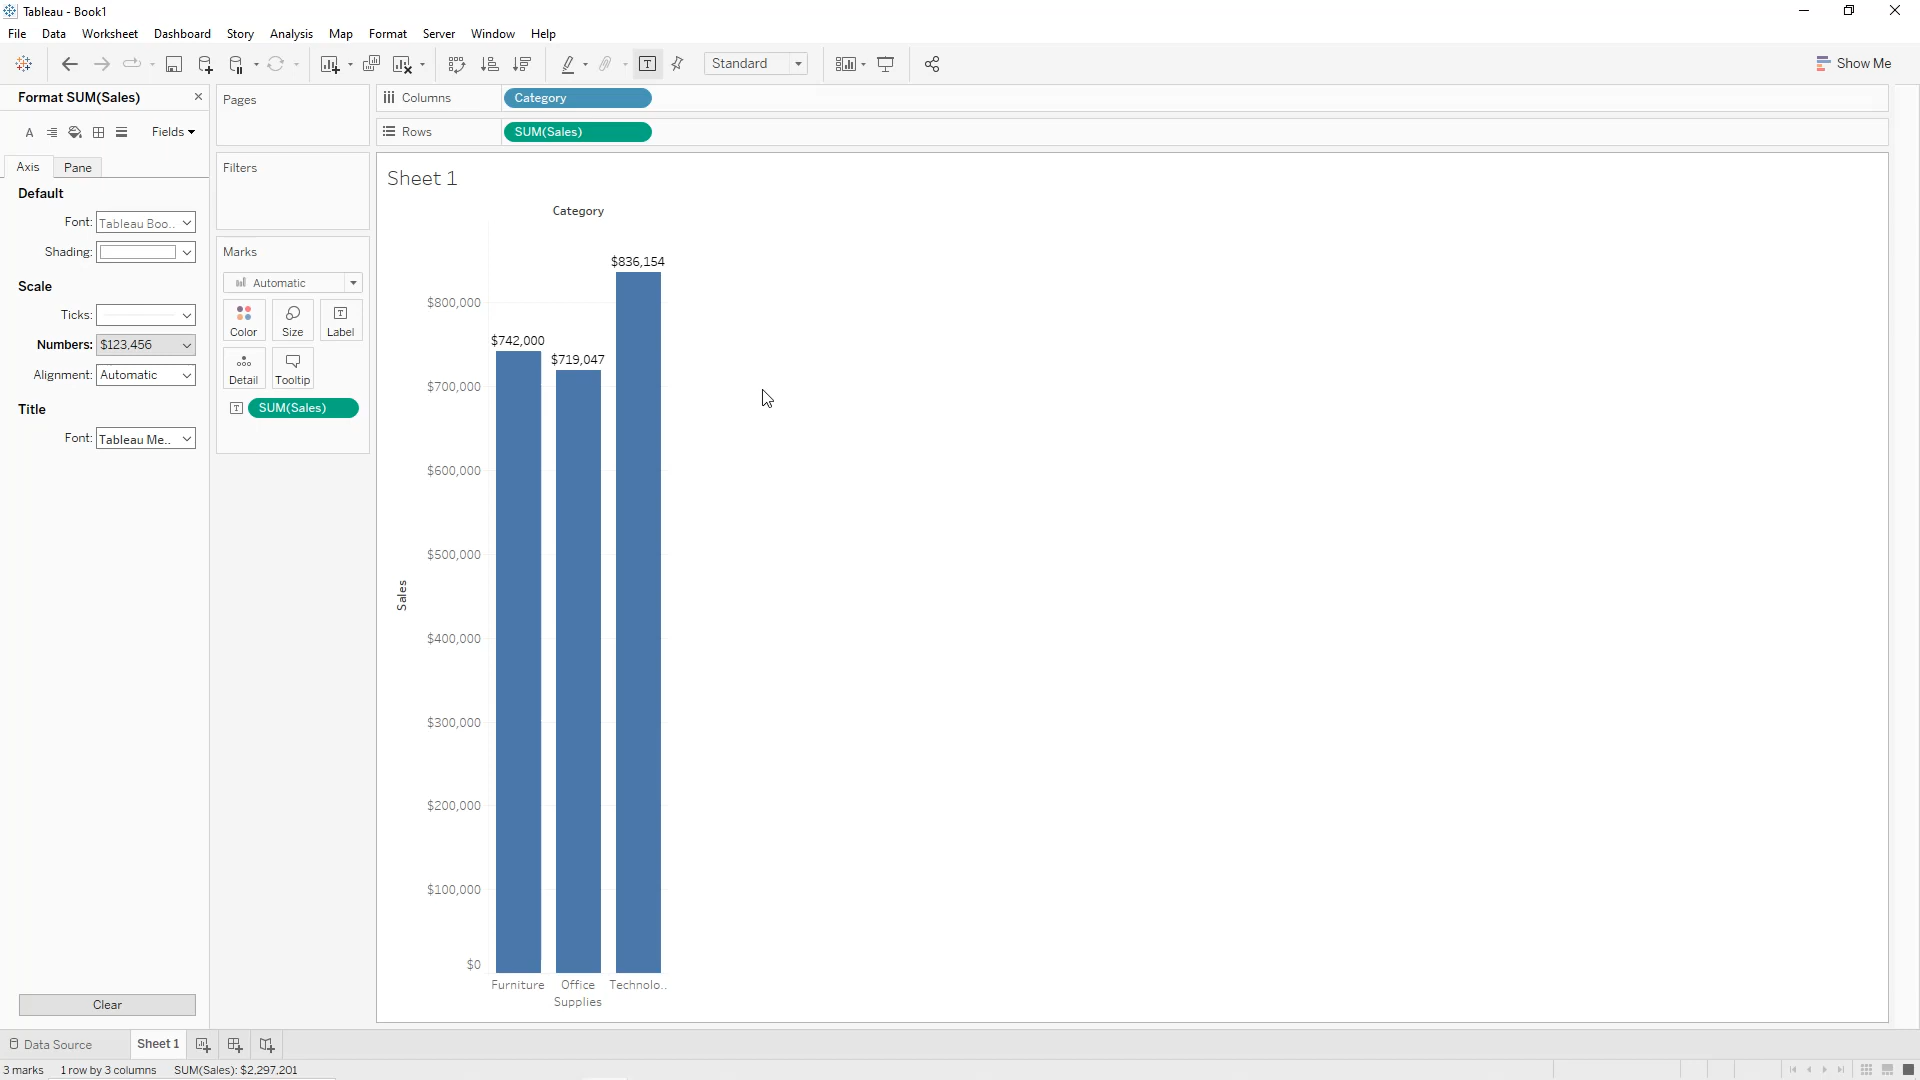 Tableau - Book1
File Data Worksheet Dashboard Story Analysis Map Format Server Window Help
Standard
Show Me
Format SUM(Sales)
Fields
Axis Pane
Default
Font: Tableau Boo..
Shading:
Scale
Ticks:
Numbers: $123,456
Alignment: Automatic
Title
Font: Tableau Me..
Clear
Pages
Filters
Marks
Automatic
Color Size Label
Detail Tooltip
SUM(Sales)
Columns Category
Rows SUM(Sales)
Sheet 1
Category
$836,154
$800,000
$742,000
$719,047
$700,000
$600,000
$500,000
Sales
$400,000
$300,000
$200,000
$100,000
$0
Furniture Office Supplies Technolo..
Data Source Sheet 1
3 marks 1 row by 3 columns SUM(Sales): $2,297,201